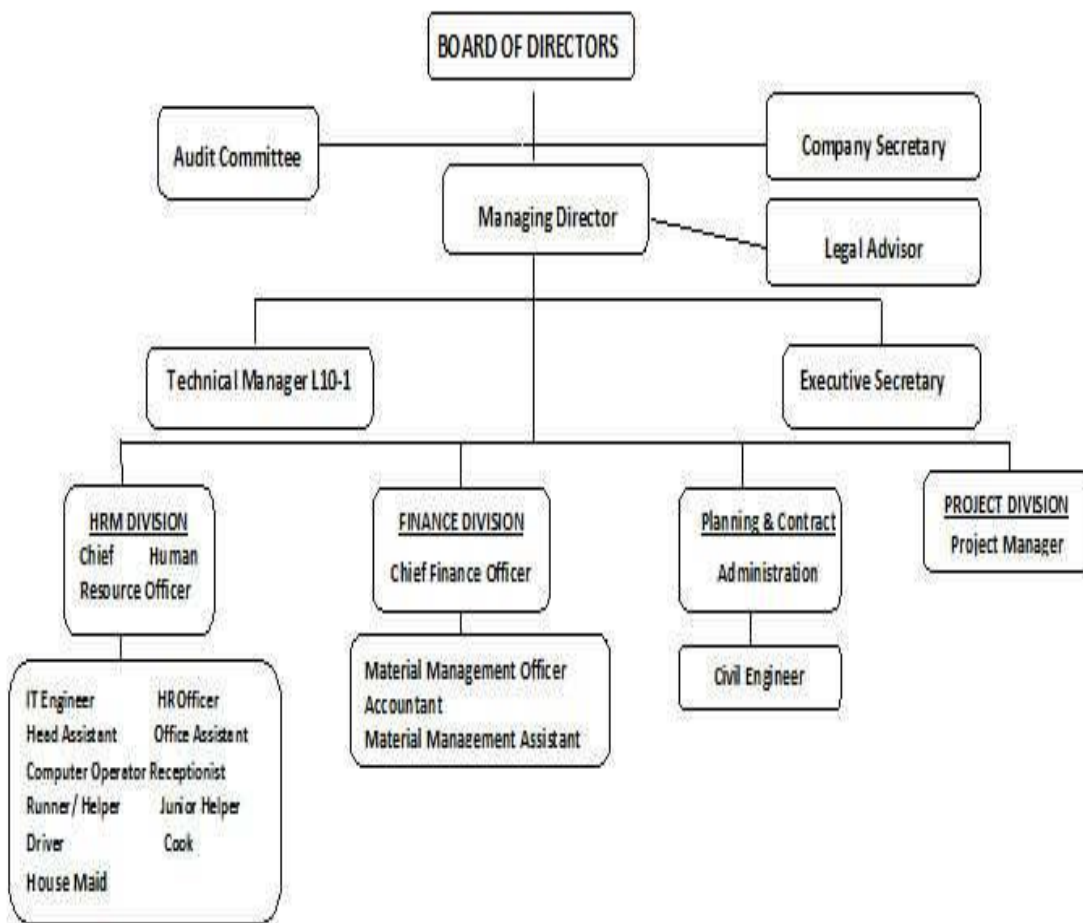 BOARD OF DIRECTORS
Audit Committee
Company Secretary
Managing Director
Legal Advisor
Technical Manager L10-1
Executive Secretary
HRM DIVISION
Chief Human
Resource Officer
FINANCE DIVISION
Chief Finance Officer
Planning & Contract
Administration
PROJECT DIVISION
Project Manager
IT Engineer HR Officer
Head Assistant Office Assistant
Computer Operator Receptionist
Runner/ Helper Junior Helper
Driver Cook
House Maid
Material Management Officer
Accountant
Material Management Assistant
Civil Engineer